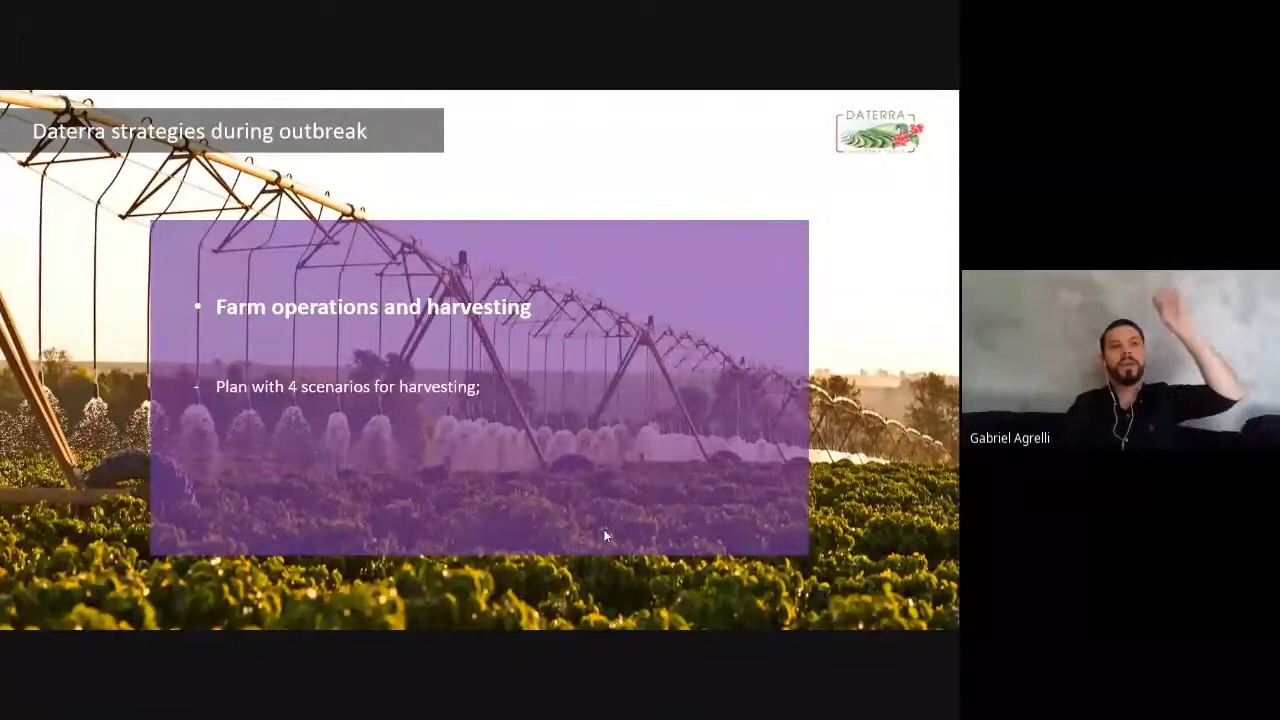 Daterra strategies during outbreak
DATERRA
• Farm operations and harvesting
- Plan with 4 scenarios for harvesting;
Gabriel Agrelli